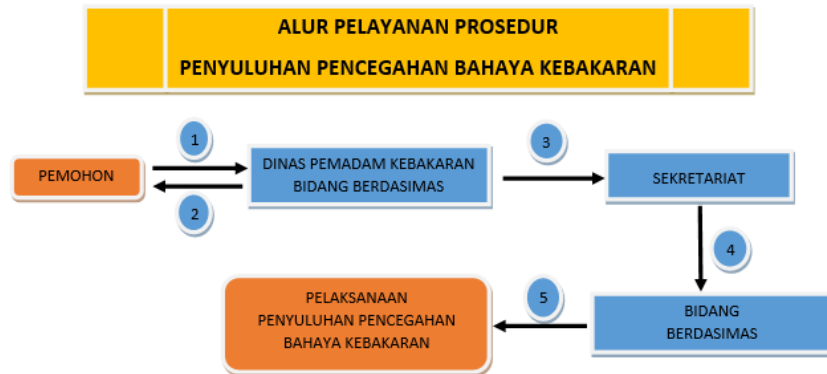 ALUR PELAYANAN PROSEDUR
PENYULUHAN PENCEGAHAN BAHAYA KEBAKARAN
1
3
PEMOHON
DINAS PEMADAM KEBAKARAN
BIDANG BERDASIMAS
SEKRETARIAT
2
4
5
PELAKSANAAN
PENYULUHAN PENCEGAHAN
BAHAYA KEBAKARAN
BIDANG
BERDASIMAS